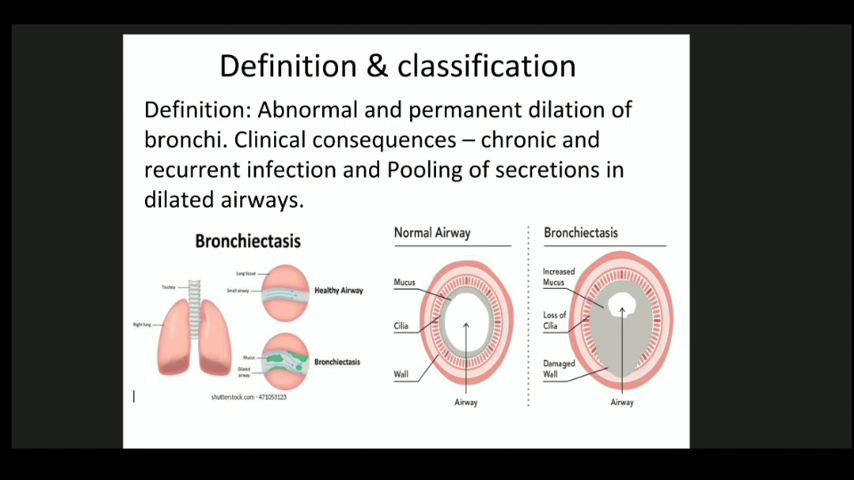 Definition & classification
Definition: Abnormal and permanent dilation of
bronchi. Clinical consequences – chronic and
recurrent infection and Pooling of secretions in
dilated airways.
Bronchiectasis
Trachea
Right lung
Lung tissue
Small airway
Healthy Airway
Mucus
Dilated
airway
Bronchiectasis
shutterstock.com · 471053123
Normal Airway
Mucus
Cilia
Wall
Airway
Bronchiectasis
Increased
Mucus
Loss of
Cilia
Damaged
Wall
Airway